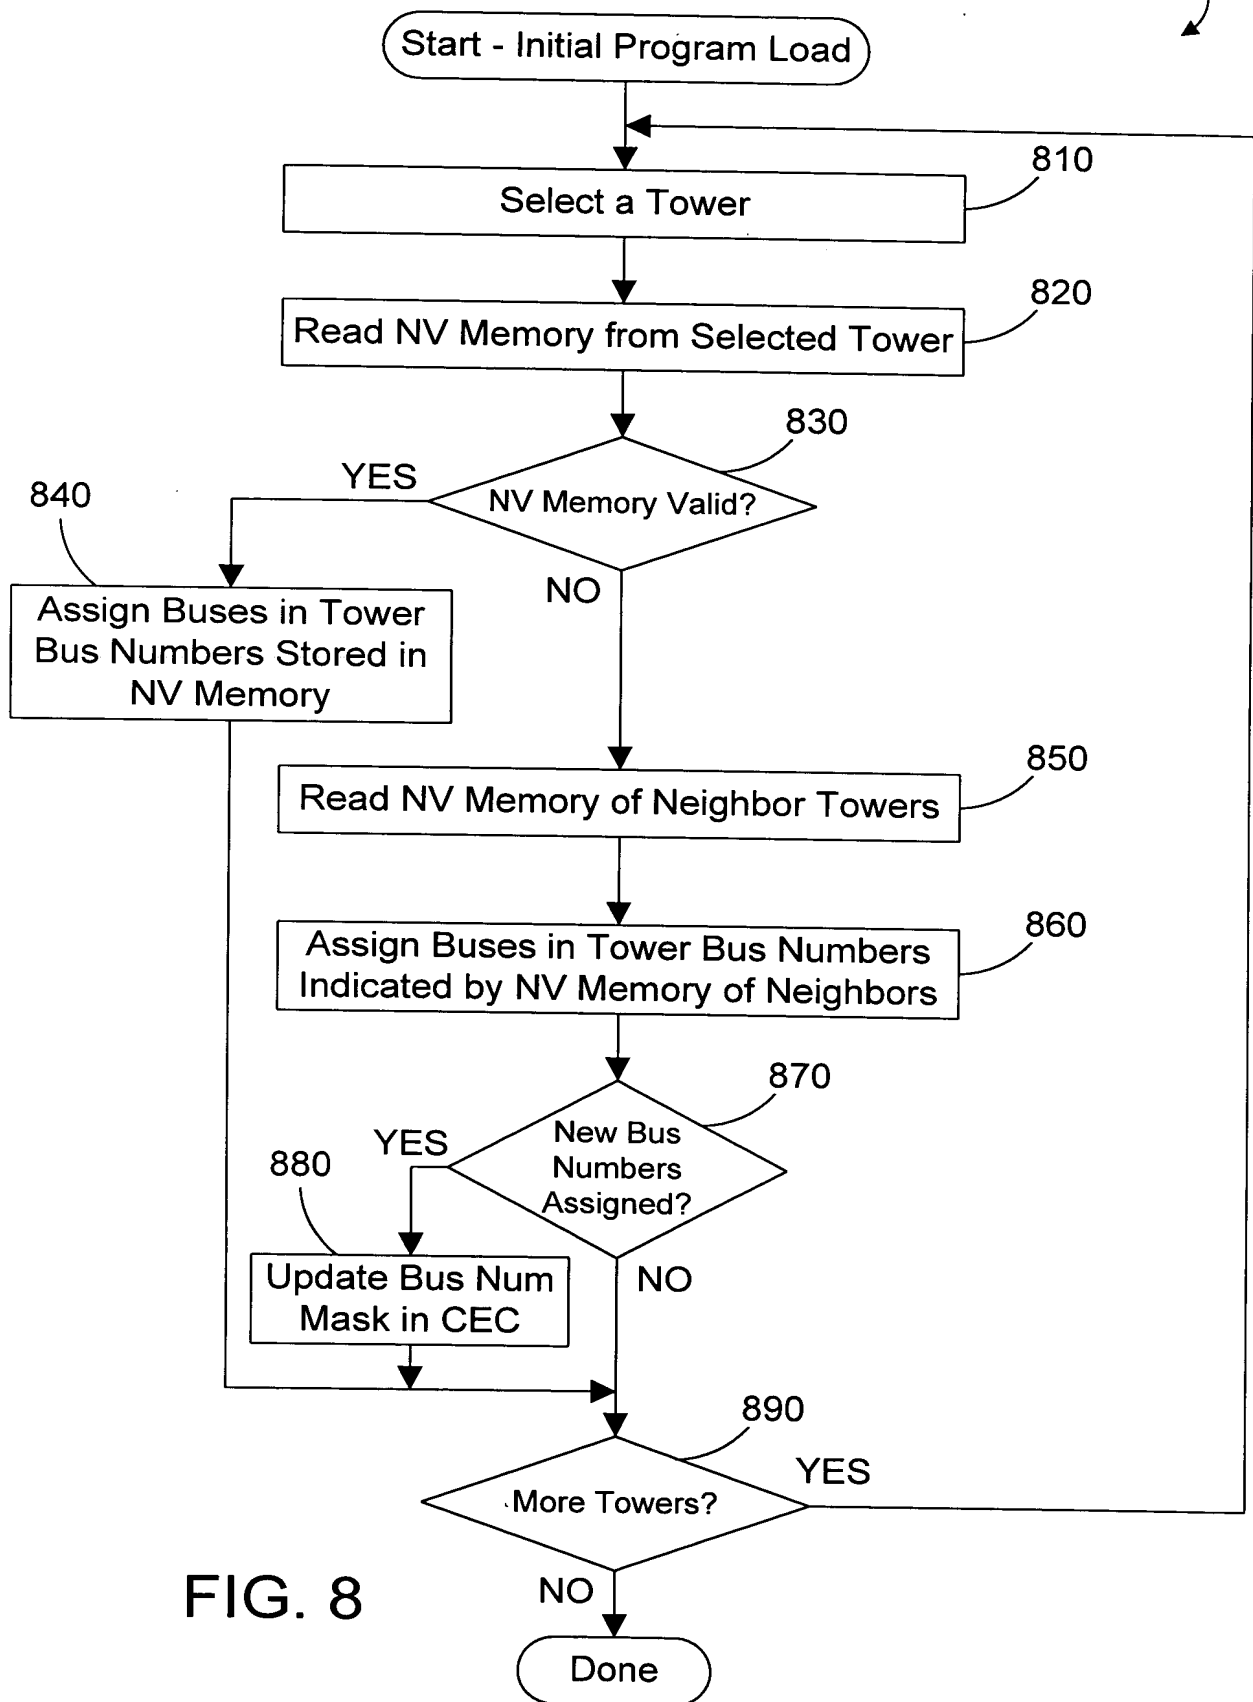 Start - Initial Program Load
810
Select a Tower
820
Read NV Memory from Selected Tower
830
YES
NV Memory Valid?
840
NO
Assign Buses in Tower
Bus Numbers Stored in
NV Memory
850
Read NV Memory of Neighbor Towers
860
Assign Buses in Tower Bus Numbers
Indicated by NV Memory of Neighbors
870
YES
New Bus
Numbers
Assigned?
880
NO
Update Bus Num
Mask in CEC
890
YES
More Towers?
NO
FIG. 8
Done